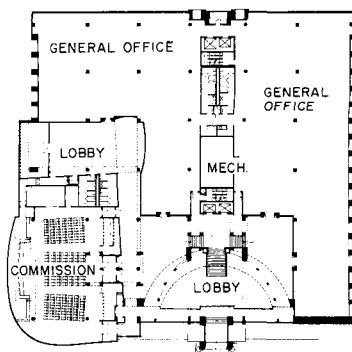 GENERAL OFFICE
GENERAL
OFFICE
LOBBY
MECH.
COMMISSION
LOBBY